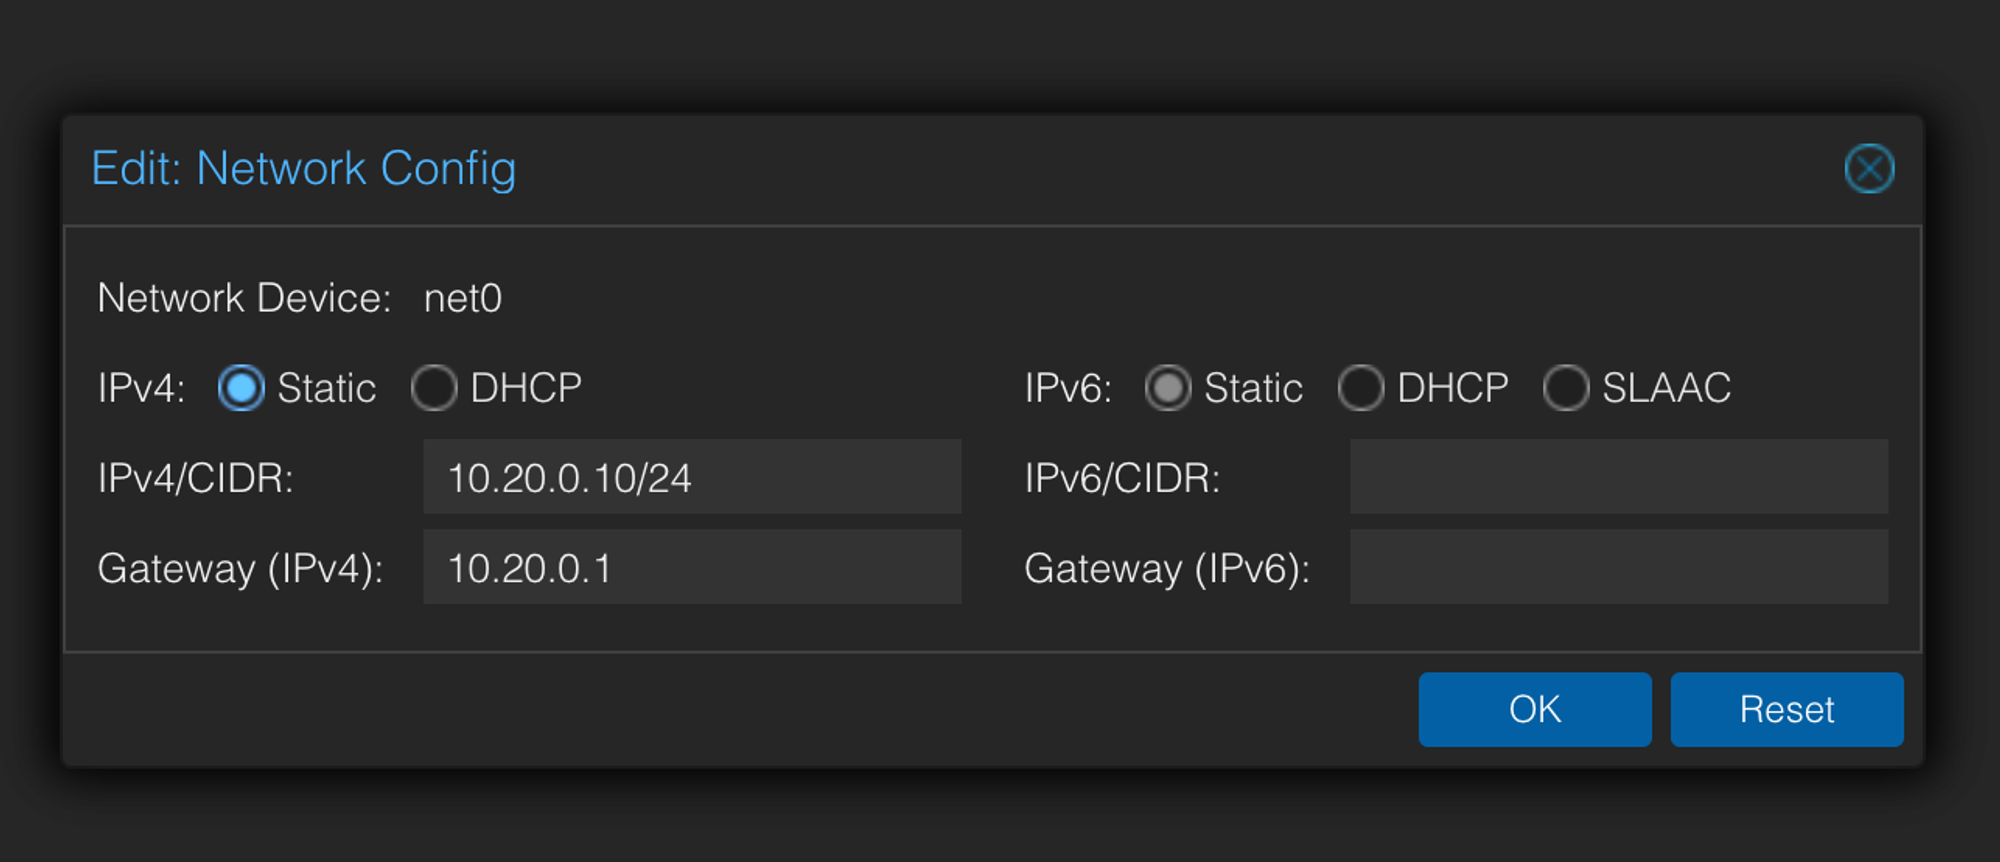 Edit: Network Config
Network Device: net0
IPv4: Static DHCP
IPv6: Static DHCP SLAAC
IPv4/CIDR: 10.20.0.10/24
IPv6/CIDR:
Gateway (IPv4): 10.20.0.1
Gateway (IPv6):
OK
Reset